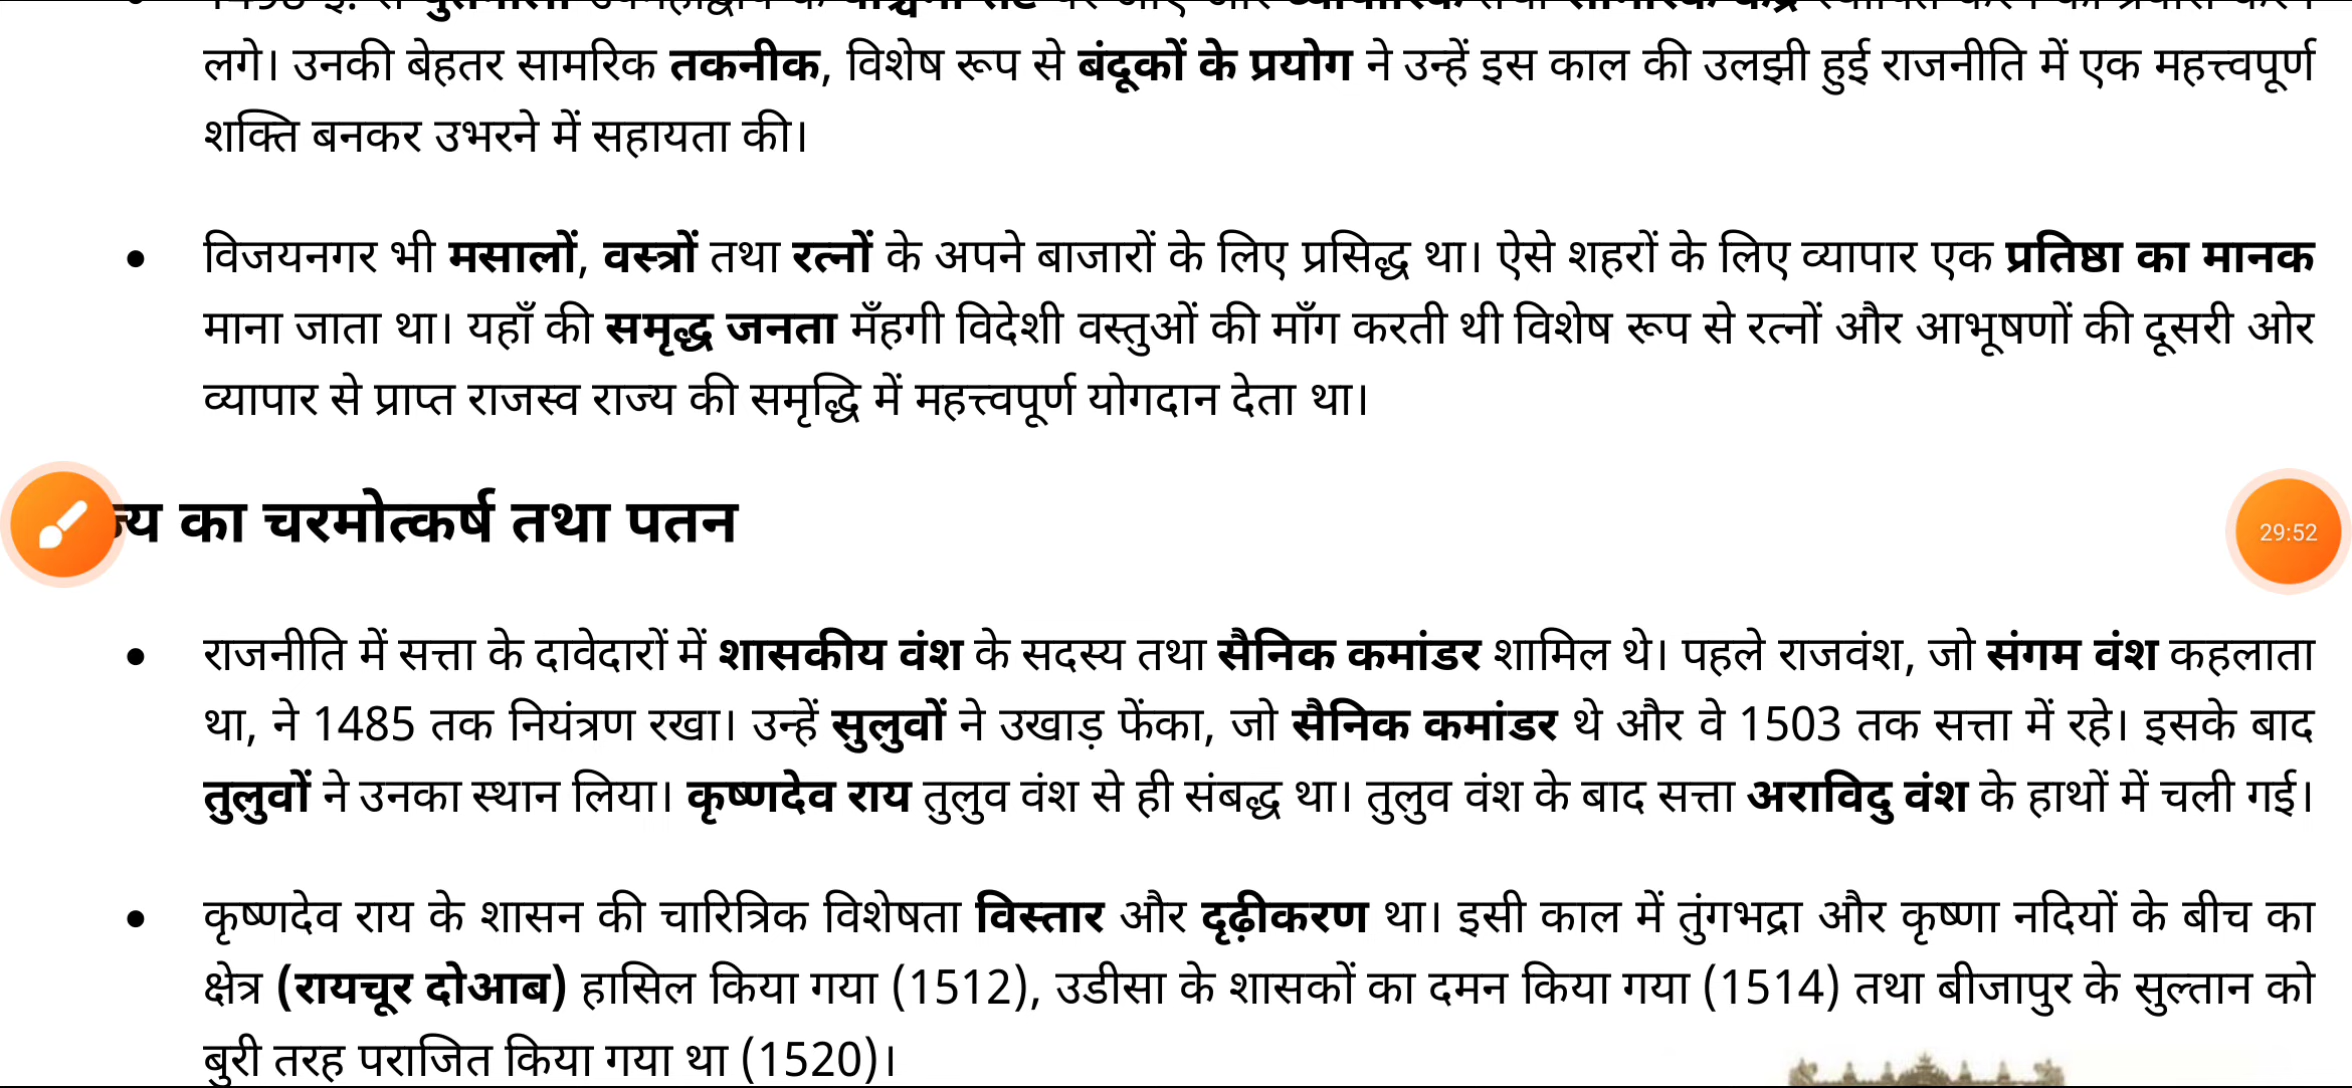 लगे। उनकी बेहतर सामरिक तकनीक, विशेष रूप से बंदूकों के प्रयोग ने उन्हें इस काल की उलझी हुई राजनीति में एक महत्त्वपूर्ण
शक्ति बनकर उभरने में सहायता की।
• विजयनगर भी मसालों, वस्त्रों तथा रत्नों के अपने बाजारों के लिए प्रसिद्ध था। ऐसे शहरों के लिए व्यापार एक प्रतिष्ठा का मानक
माना जाता था। यहाँ की समृद्ध जनता मँहगी विदेशी वस्तुओं की माँग करती थी विशेष रूप से रत्नों और आभूषणों की दूसरी ओर
व्यापार से प्राप्त राजस्व राज्य की समृद्धि में महत्त्वपूर्ण योगदान देता था।
का चरमोत्कर्ष तथा पतन
29:52
• राजनीति में सत्ता के दावेदारों में शासकीय वंश के सदस्य तथा सैनिक कमांडर शामिल थे। पहले राजवंश, जो संगम वंश कहलाता
था, ने 1485 तक नियंत्रण रखा। उन्हें सुलुवों ने उखाड़ फेंका, जो सैनिक कमांडर थे और वे 1503 तक सत्ता में रहे। इसके बाद
तुलुवों ने उनका स्थान लिया। कृष्णदेव राय तुलुव वंश से ही संबद्ध था। तुलुव वंश के बाद सत्ता अराविदु वंश के हाथों में चली गई।
• कृष्णदेव राय के शासन की चारित्रिक विशेषता विस्तार और दृढ़ीकरण था। इसी काल में तुंगभद्रा और कृष्णा नदियों के बीच का
क्षेत्र (रायचूर दोआब) हासिल किया गया (1512), उडीसा के शासकों का दमन किया गया (1514) तथा बीजापुर के सुल्तान को
बुरी तरह पराजित किया गया था (1520)।